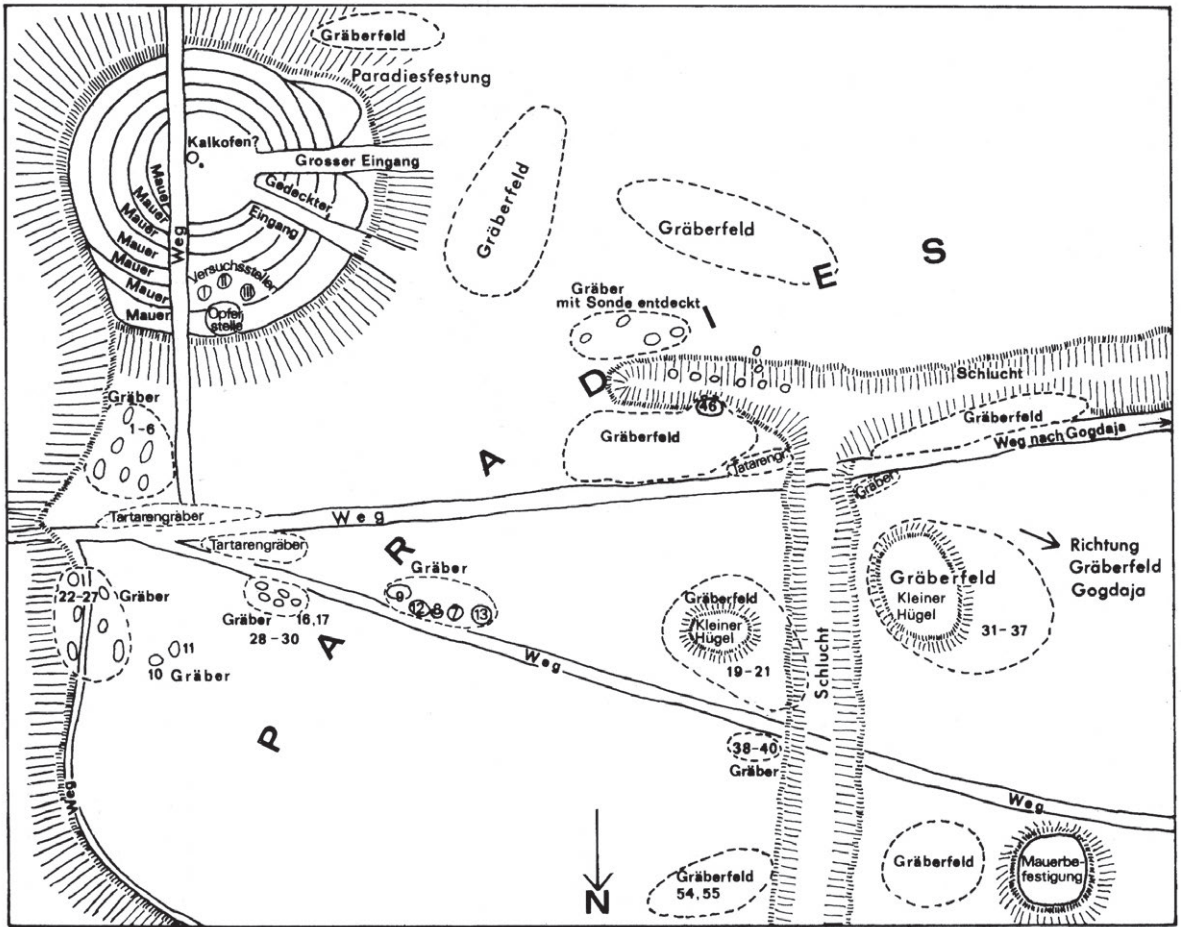 Gräberfeld
Paradiesfestung
Kalkofen?
Grosser Eingang
Gedeckter
Eingang
Mauer
Mauer
Mauer
Mauer
Mauer
Mauer
Mauer
Weg
Versuchsstellen
I II III
Opfer
stelle
Gräberfeld
Gräberfeld
PARADIES
Gräber
mit Sonde entdeckt
Schlucht
46
Gräberfeld
Gräberfeld
Weg nach Gogdaja
Tatarengr.
Gräber
Gräber
1-6
Tartarengräber
Weg
Tartarengräber
Gräber
9 12 8 7 13
22-27
Gräber
16,17
Gräber
28-30
11
10 Gräber
Gräberfeld
Kleiner
Hügel
19-21
Schlucht
Gräberfeld
Kleiner
Hügel
31-37
Richtung
Gräberfeld
Gogdaja
Weg
38-40
Gräber
Weg
Weg
N
Gräberfeld
54,55
Gräberfeld
Mauerbe-
festigung